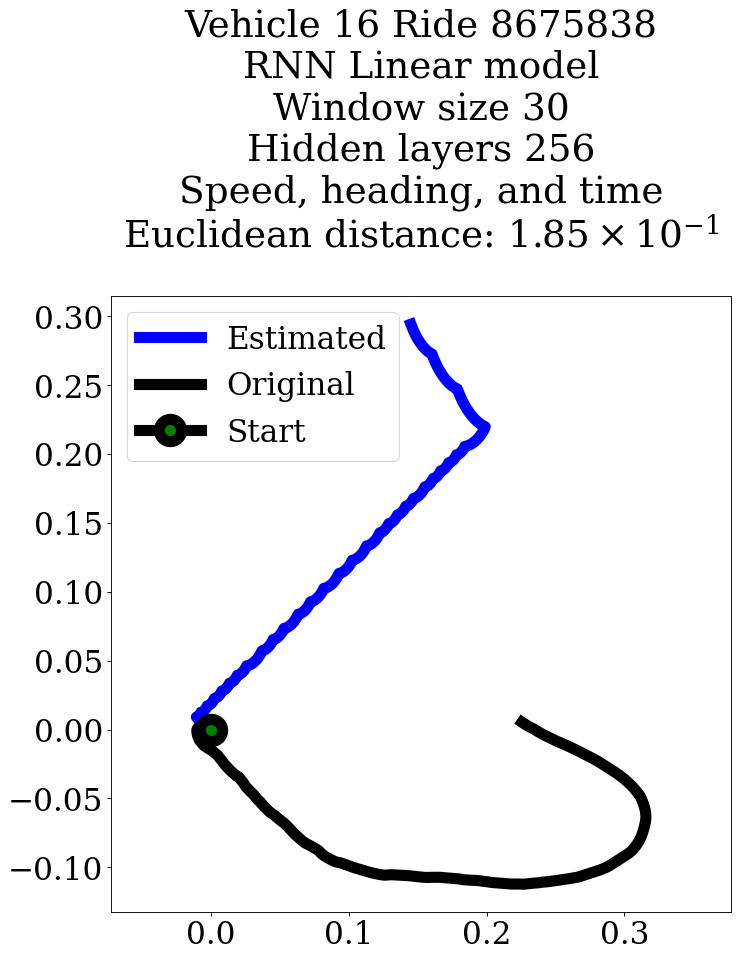 Vehicle 16 Ride 8675838
RNN Linear model
Window size 30
Hidden layers 256
Speed, heading, and time
Euclidean distance: 1.85 × 10⁻¹
Estimated
Original
Start
0.30
0.25
0.20
0.15
0.10
0.05
0.00
−0.05
−0.10
0.0 0.1 0.2 0.3